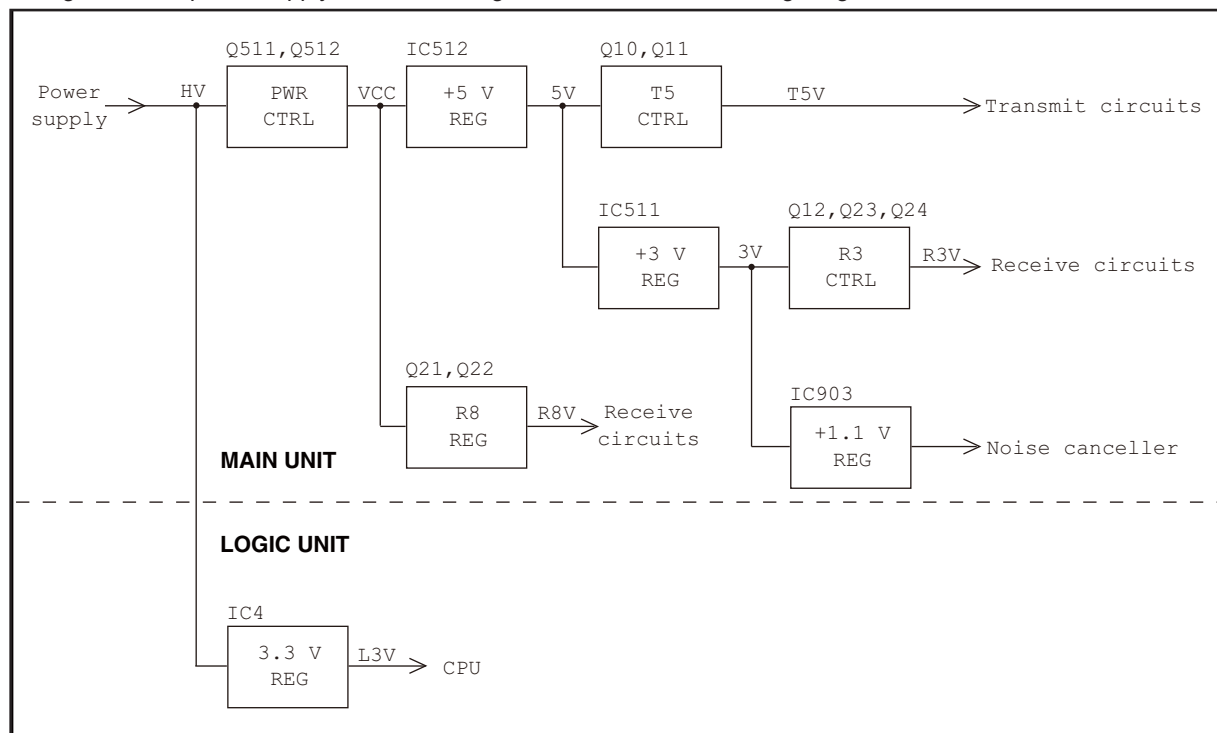 Q511,Q512
IC512
Q10,Q11
Power
supply
HV
PWR
CTRL
VCC
+5 V
REG
5V
T5
CTRL
T5V
Transmit circuits
IC511
Q12,Q23,Q24
+3 V
REG
3V
R3
CTRL
R3V
Receive circuits
Q21,Q22
R8
REG
R8V
Receive
circuits
IC903
+1.1 V
REG
Noise canceller
MAIN UNIT
LOGIC UNIT
IC4
3.3 V
REG
L3V
CPU